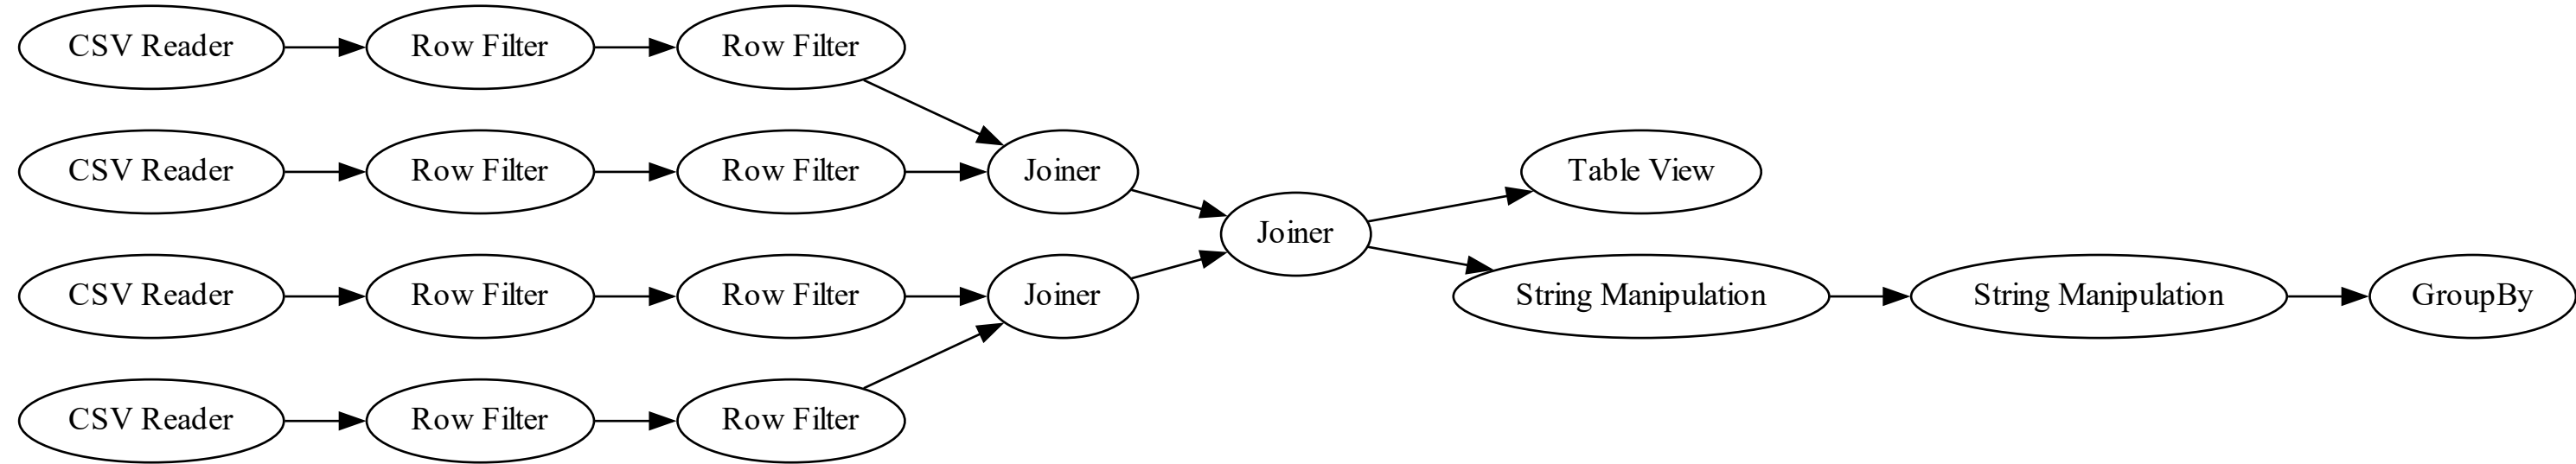 CSV Reader
Row Filter
Row Filter
CSV Reader
Row Filter
Row Filter
Joiner
Table View
Joiner
CSV Reader
Row Filter
Row Filter
Joiner
String Manipulation
String Manipulation
GroupBy
CSV Reader
Row Filter
Row Filter